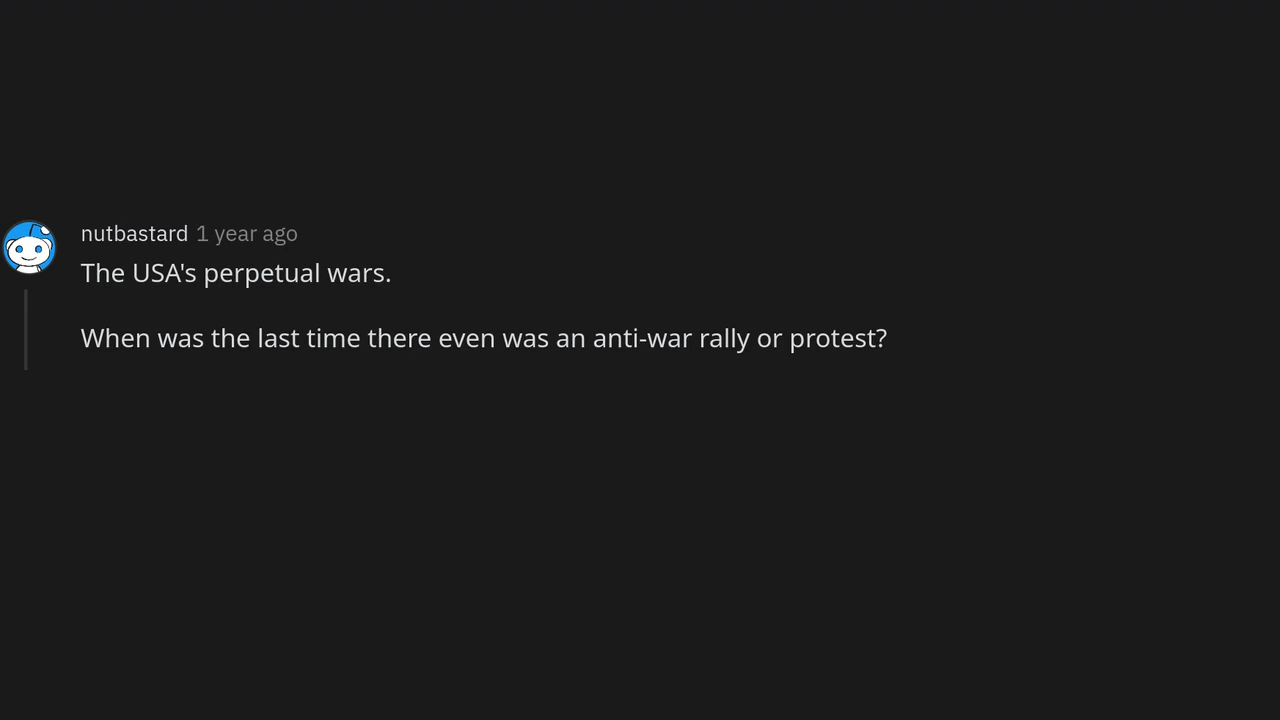 nutbastard 1 year ago
The USA's perpetual wars.
When was the last time there even was an anti-war rally or protest?